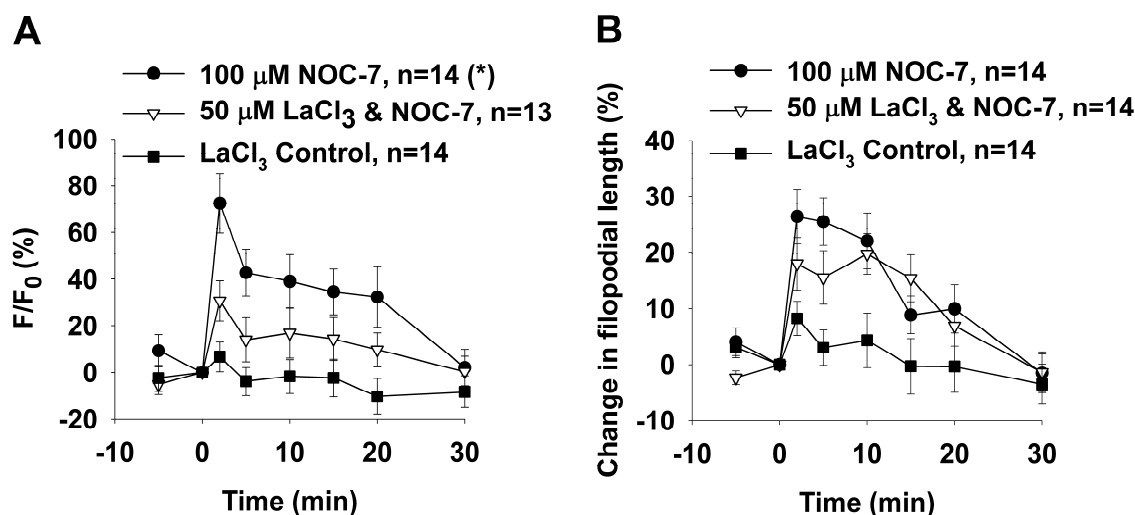 A
100 μM NOC-7, n=14 (*)
50 μM LaCl3 & NOC-7, n=13
LaCl3 Control, n=14
F/F0 (%)
100
80
60
40
20
0
-20
-10 0 10 20 30
Time (min)
B
100 μM NOC-7, n=14
50 μM LaCl3 & NOC-7, n=14
LaCl3 Control, n=14
Change in filopodial length (%)
40
30
20
10
0
-10
-10 0 10 20 30
Time (min)